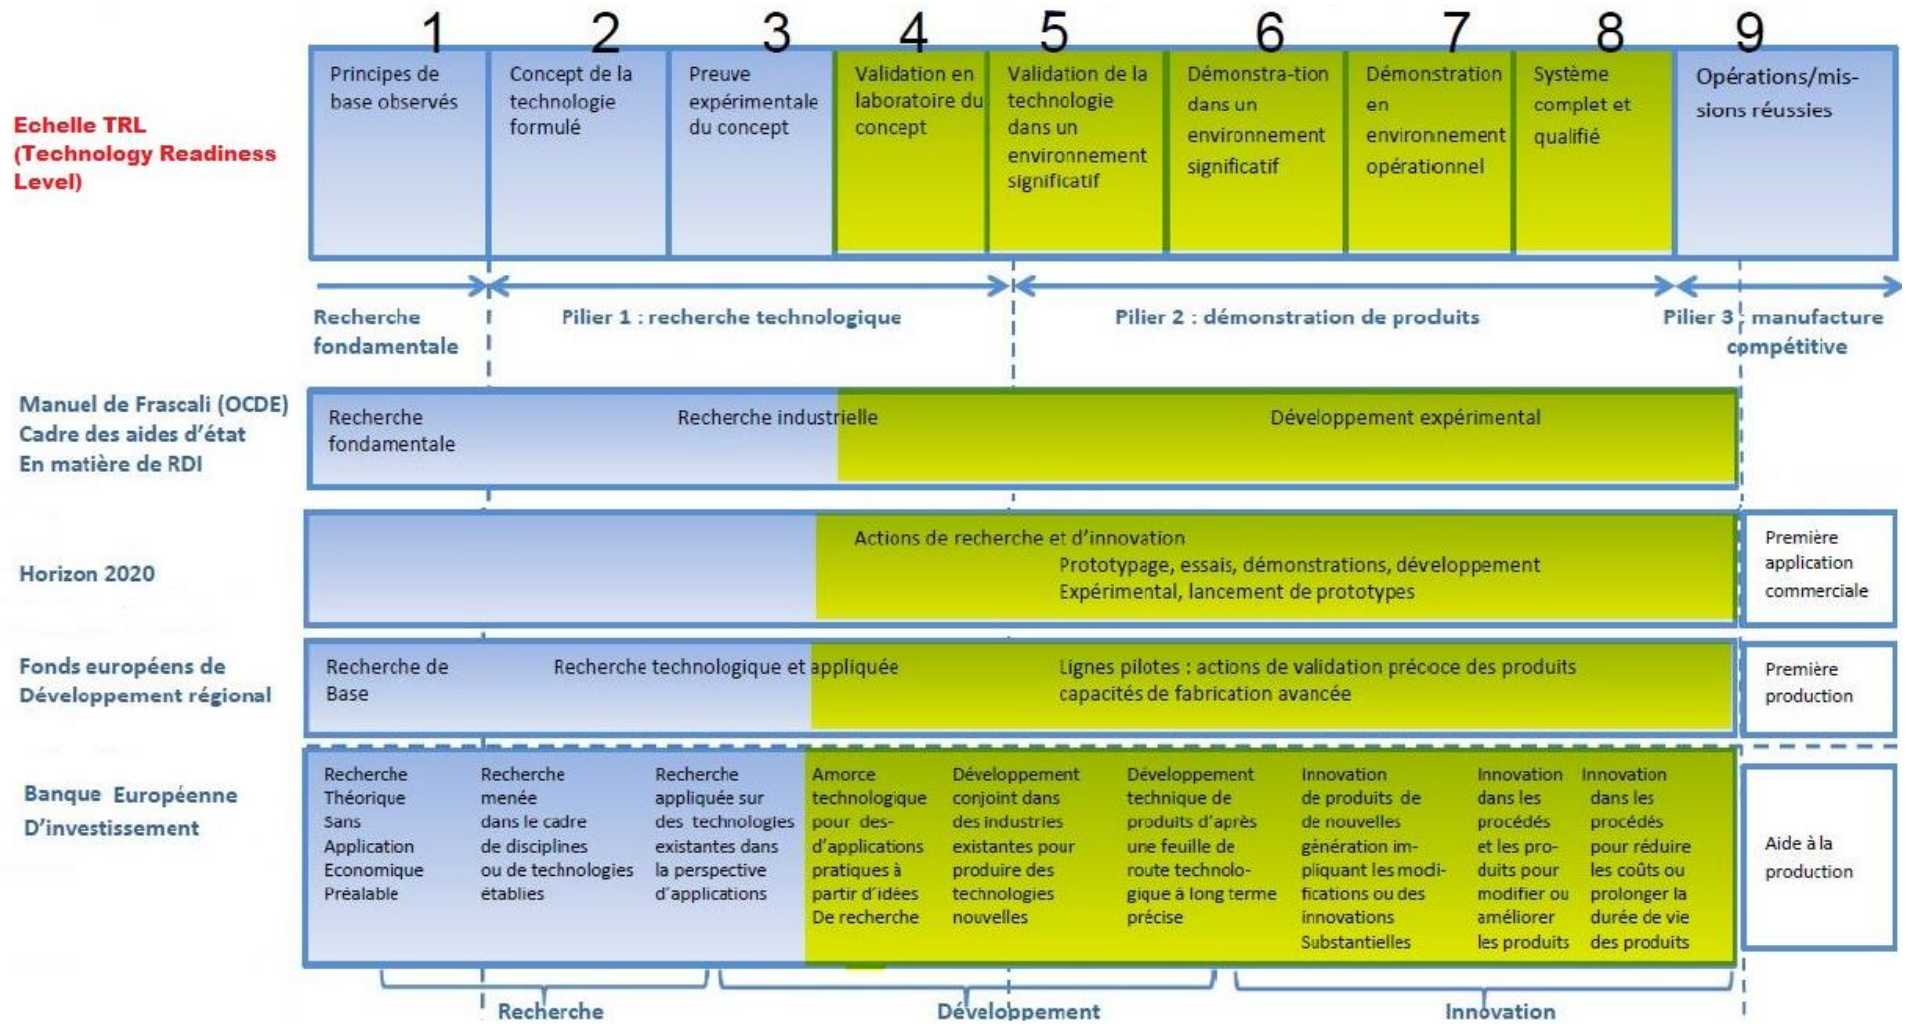 1
2
3
4
5
6
7
8
9
Echelle TRL
(Technology Readiness
Level)
Principes de
base observés
Concept de la
technologie
formulé
Preuve
expérimentale
du concept
Validation en
laboratoire du
concept
Validation de la
technologie
dans un
environnement
significatif
Démonstra-tion
dans un
environnement
significatif
Démonstration
en
environnement
opérationnel
Système
complet et
qualifié
Opérations/mis-
sions réussies
Recherche
fondamentale
Pilier 1 : recherche technologique
Pilier 2 : démonstration de produits
Pilier 3 : manufacture
compétitive
Manuel de Frascali (OCDE)
Cadre des aides d'état
En matière de RDI
Recherche
fondamentale
Recherche industrielle
Développement expérimental
Horizon 2020
Actions de recherche et d'innovation
Prototypage, essais, démonstrations, développement
Expérimental, lancement de prototypes
Première
application
commerciale
Fonds européens de
Développement régional
Recherche de
Base
Recherche technologique et appliquée
Lignes pilotes : actions de validation précoce des produits
capacités de fabrication avancée
Première
production
Banque Européenne
D'investissement
Recherche
Théorique
Sans
Application
Economique
Préalable
Recherche
menée
dans le cadre
de disciplines
ou de technologies
établies
Recherche
appliquée sur
des technologies
existantes dans
la perspective
d'applications
Amorce
technologique
pour des-
d'applications
pratiques à
partir d'idées
De recherche
Développement
conjoint dans
des industries
existantes pour
produire des
technologies
nouvelles
Développement
technique de
produits d'après
une feuille de
route technolo-
gique à long terme
précise
Innovation
de produits de
de nouvelles
génération im-
pliquant les modi-
fications ou des
innovations
Substantielles
Innovation
dans les
procédés
et les pro-
duits pour
modifier ou
améliorer
les produits
Innovation
dans les
procédés
pour réduire
les coûts ou
prolonger la
durée de vie
des produits
Aide à la
production
Recherche
Développement
Innovation